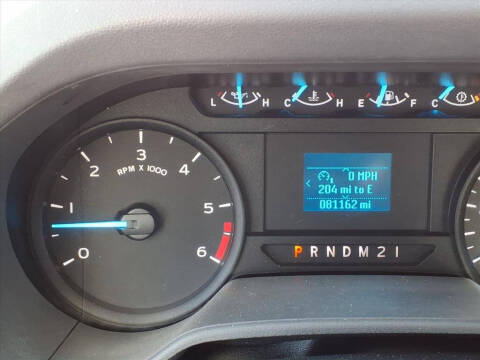 L H C H E F C
0 1 2 3 4 5 6
RPM X 1000
0 MPH
204 mi to E
081162 mi
P R N D M 2 1